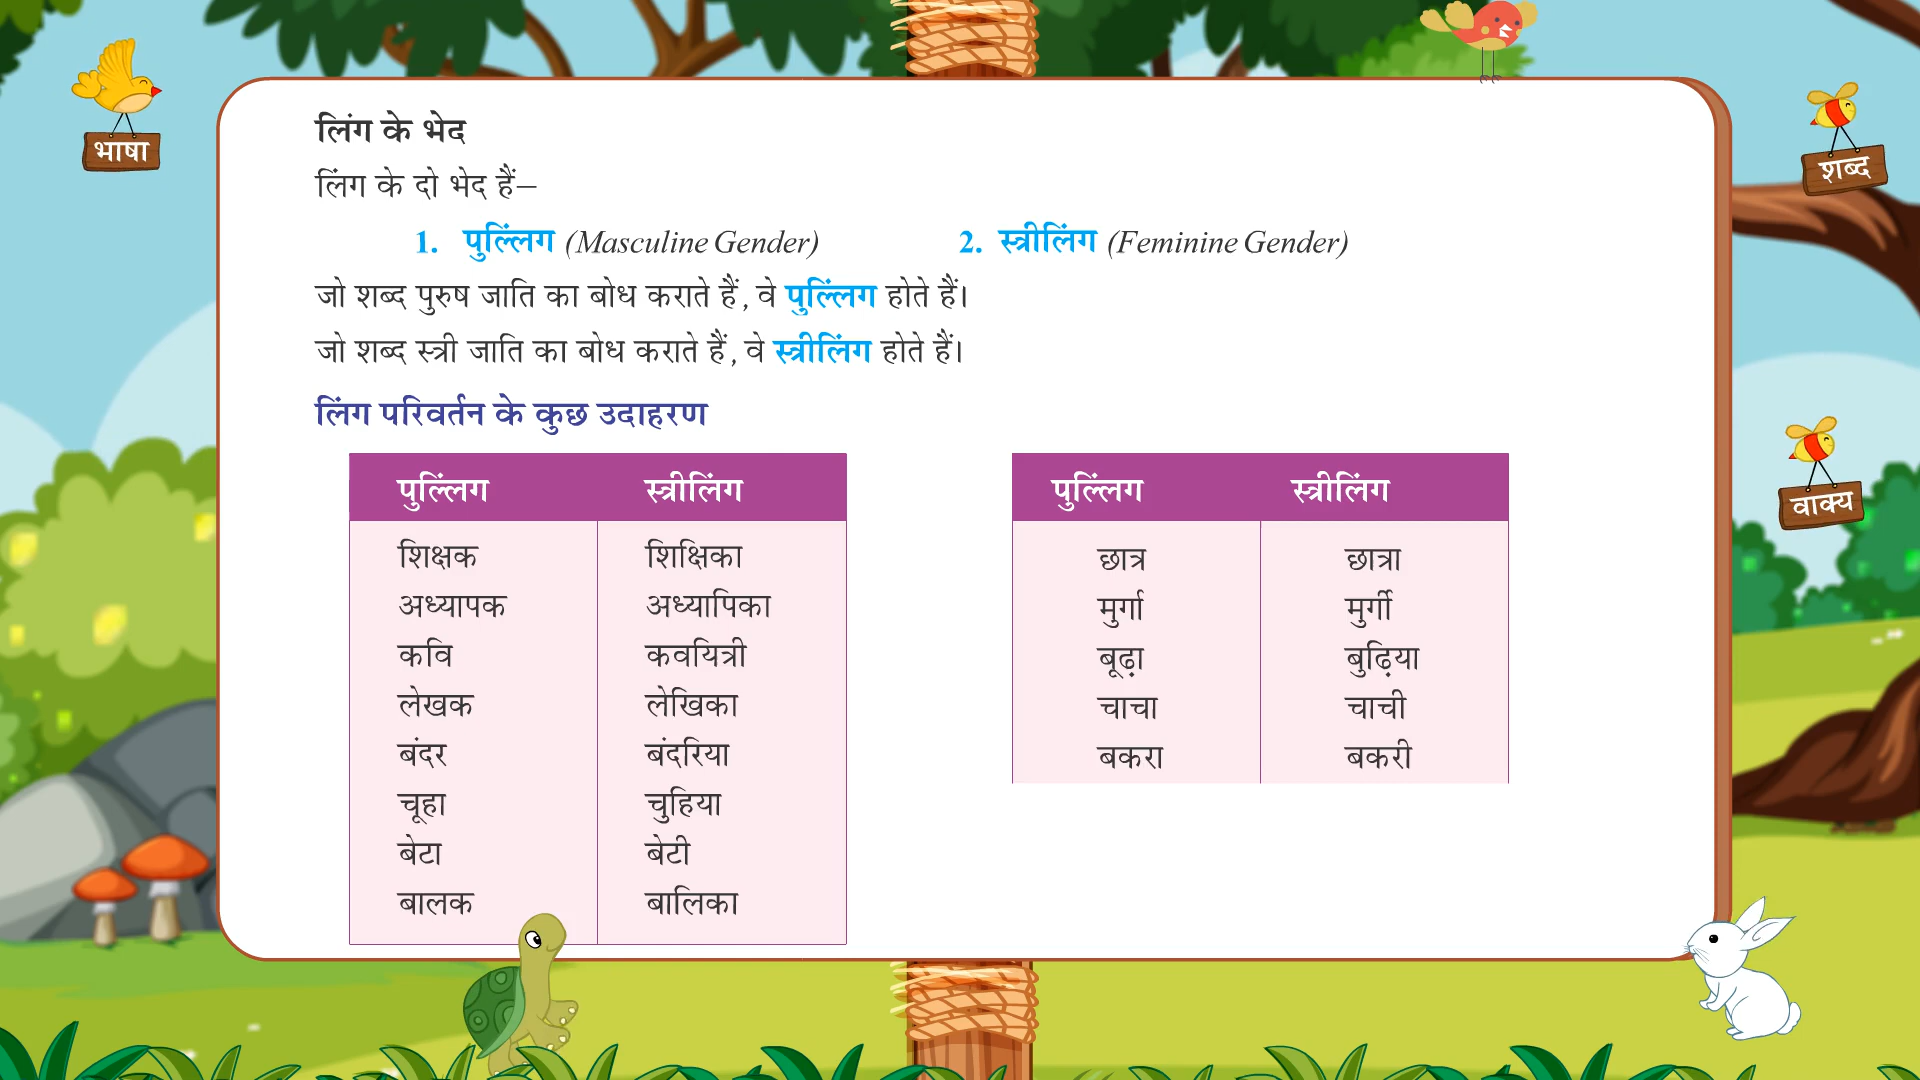 लिंग के भेद
लिंग के दो भेद हैं–
1. पुल्लिंग (Masculine Gender) 2. स्त्रीलिंग (Feminine Gender)
जो शब्द पुरुष जाति का बोध कराते हैं, वे पुल्लिंग होते हैं।
जो शब्द स्त्री जाति का बोध कराते हैं, वे स्त्रीलिंग होते हैं।
लिंग परिवर्तन के कुछ उदाहरण
पुल्लिंग स्त्रीलिंग
शिक्षक शिक्षिका
अध्यापक अध्यापिका
कवि कवयित्री
लेखक लेखिका
बंदर बंदरिया
चूहा चुहिया
बेटा बेटी
बालक बालिका
पुल्लिंग स्त्रीलिंग
छात्र छात्रा
मुर्गा मुर्गी
बूढ़ा बुढ़िया
चाचा चाची
बकरा बकरी
भाषा
शब्द
वाक्य